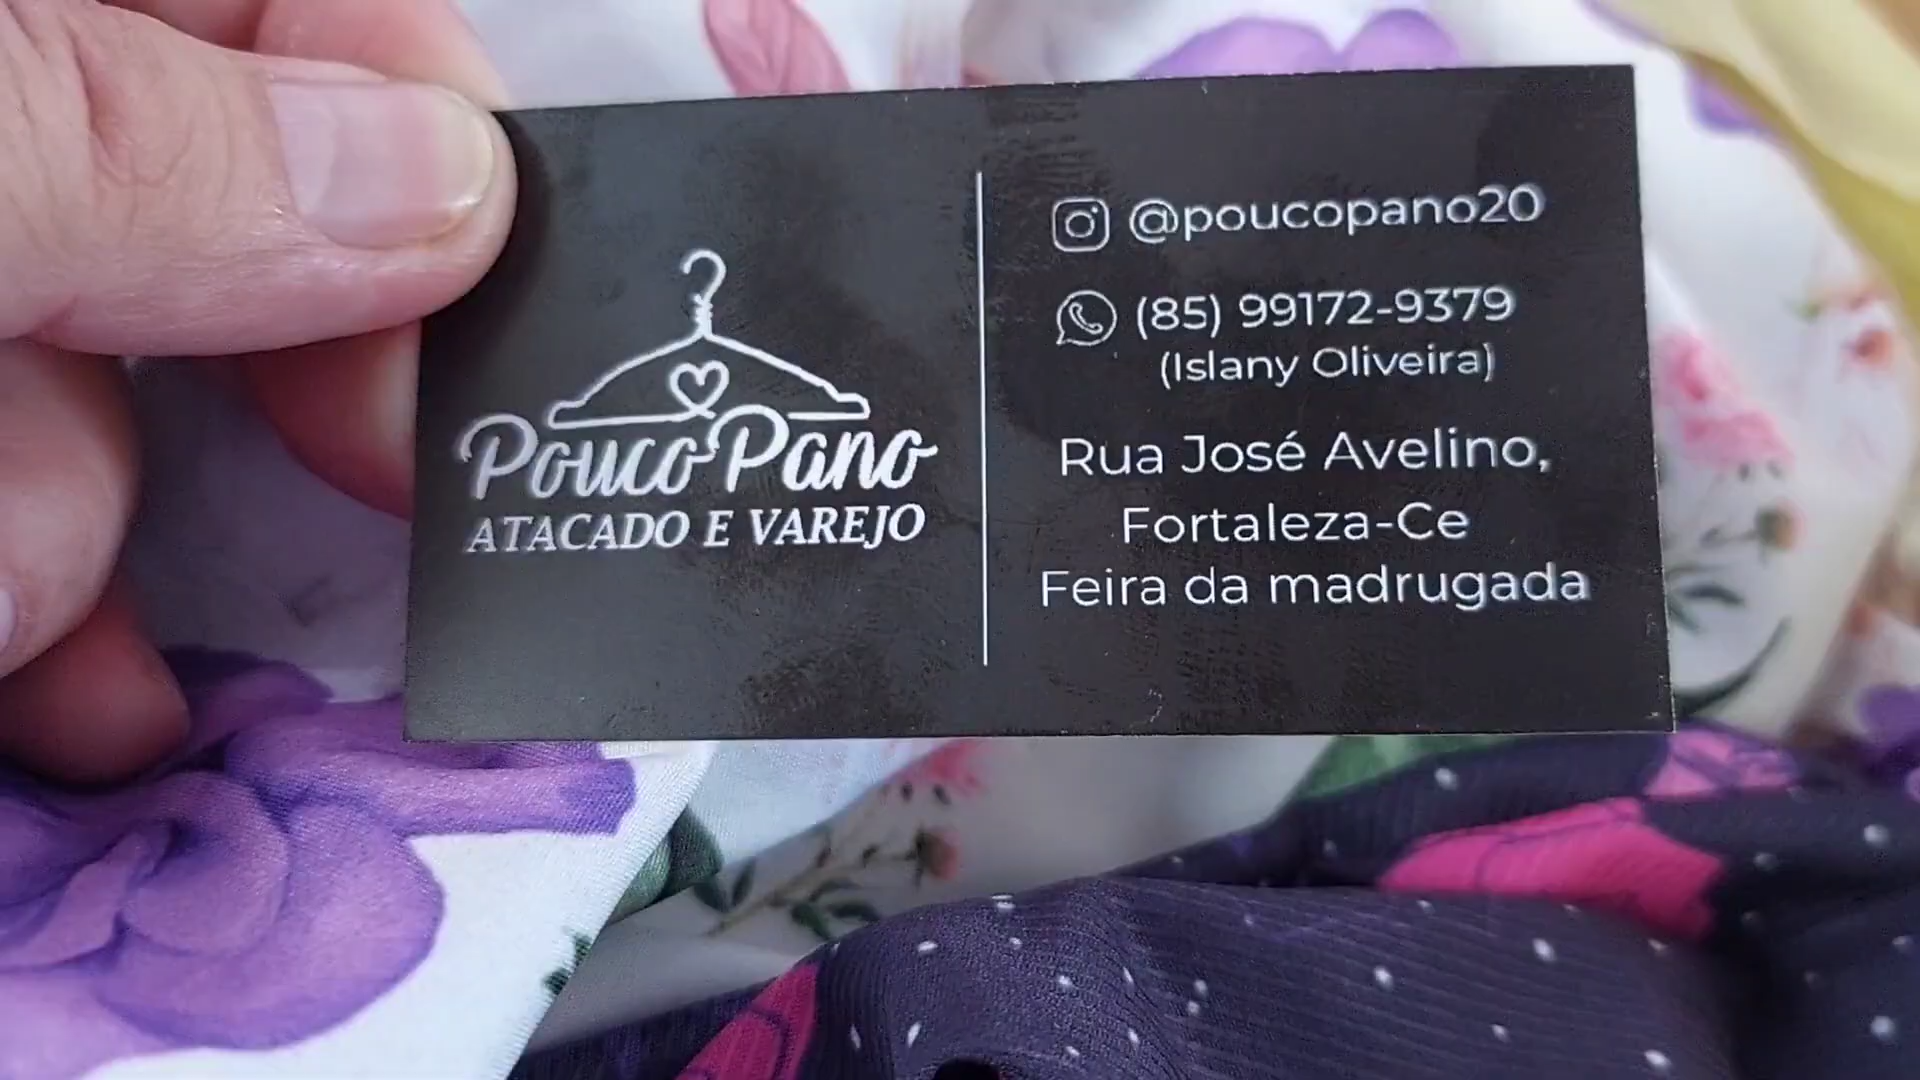 Pouco Pano
ATACADO E VAREJO
@poucopano20
(85) 99172-9379
(Islany Oliveira)
Rua José Avelino,
Fortaleza-Ce
Feira da madrugada